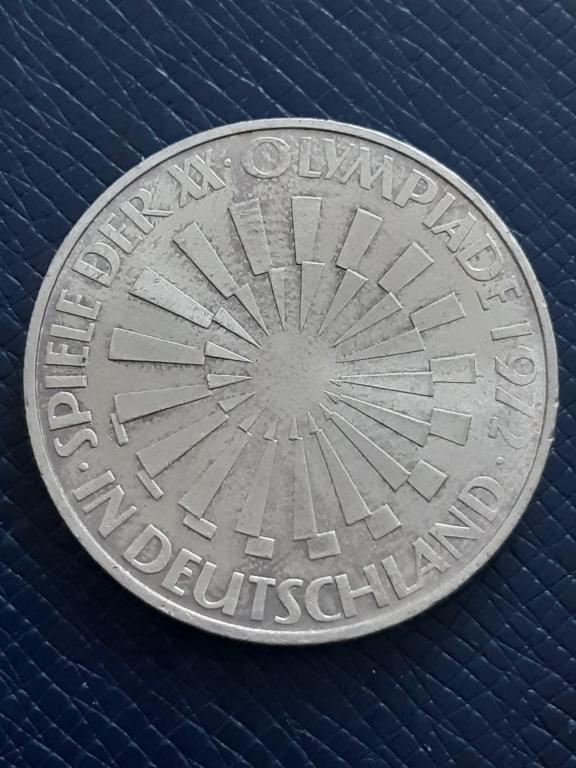 SPIELE DER XX · OLYMPIADE 1972 ·
IN DEUTSCHLAND ·